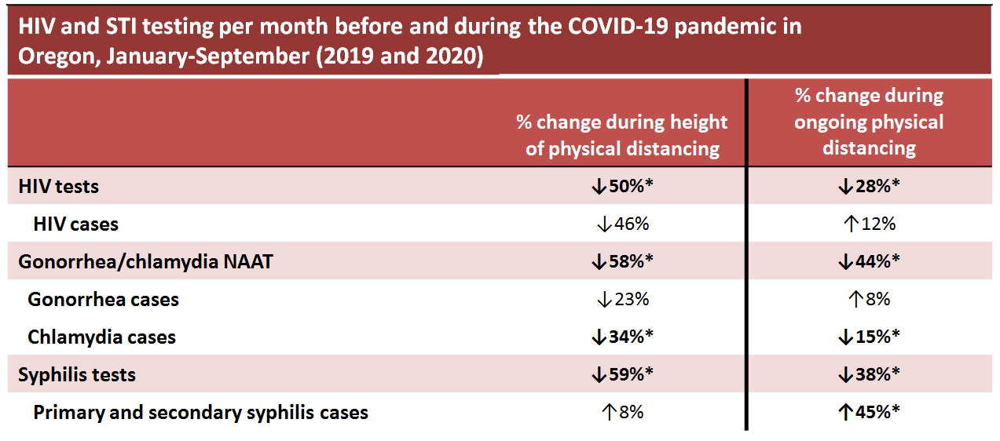 HIV and STI testing per month before and during the COVID-19 pandemic in
Oregon, January-September (2019 and 2020)
% change during height
of physical distancing
% change during
ongoing physical
distancing
HIV tests ↓50%* ↓28%*
HIV cases ↓46% ↑12%
Gonorrhea/chlamydia NAAT ↓58%* ↓44%*
Gonorrhea cases ↓23% ↑8%
Chlamydia cases ↓34%* ↓15%*
Syphilis tests ↓59%* ↓38%*
Primary and secondary syphilis cases ↑8% ↑45%*